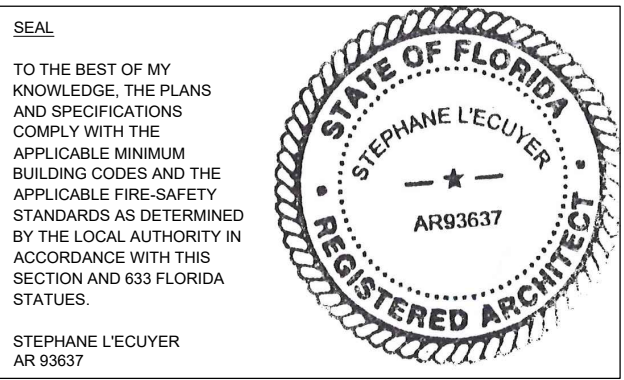 SEAL
TO THE BEST OF MY
KNOWLEDGE, THE PLANS
AND SPECIFICATIONS
COMPLY WITH THE
APPLICABLE MINIMUM
BUILDING CODES AND THE
APPLICABLE FIRE-SAFETY
STANDARDS AS DETERMINED
BY THE LOCAL AUTHORITY IN
ACCORDANCE WITH THIS
SECTION AND 633 FLORIDA
STATUES.
STEPHANE L'ECUYER
AR 93637
STATE OF FLORIDA
STEPHANE L'ECUYER
AR93637
REGISTERED ARCHITECT